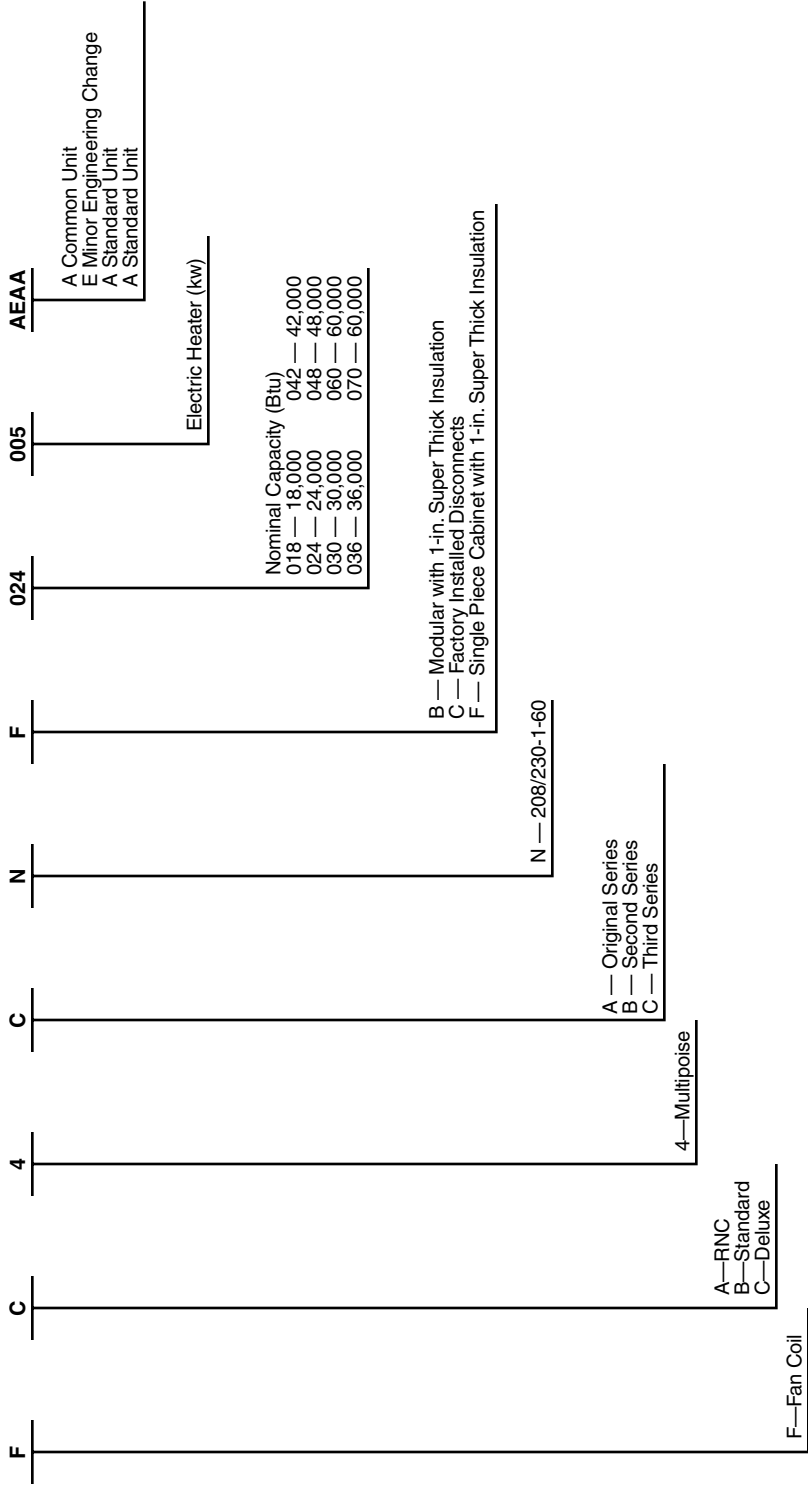 F C 4 C N F 024 005 AEAA
A Common Unit
E Minor Engineering Change
A Standard Unit
A Standard Unit
Electric Heater (kw)
Nominal Capacity (Btu)
018 — 18,000 042 — 42,000
024 — 24,000 048 — 48,000
030 — 30,000 060 — 60,000
036 — 36,000 070 — 60,000
B — Modular with 1-in. Super Thick Insulation
C — Factory Installed Disconnects
F — Single Piece Cabinet with 1-in. Super Thick Insulation
N — 208/230-1-60
A — Original Series
B — Second Series
C — Third Series
4—Multipoise
A—RNC
B—Standard
C—Deluxe
F—Fan Coil